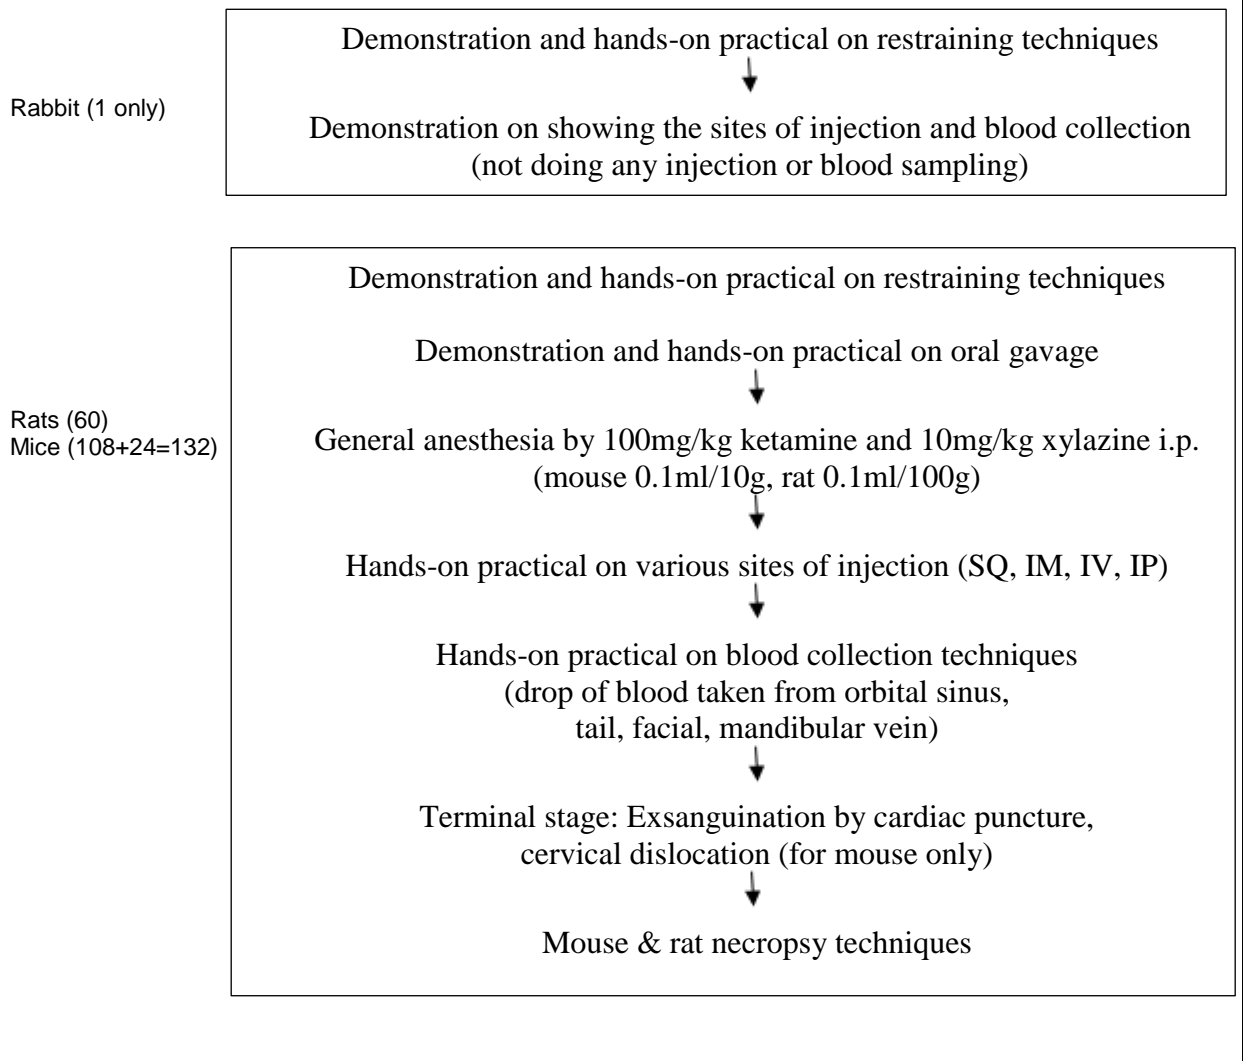 Rabbit (1 only)
Demonstration and hands-on practical on restraining techniques
Demonstration on showing the sites of injection and blood collection
(not doing any injection or blood sampling)
Rats (60)
Mice (108+24=132)
Demonstration and hands-on practical on restraining techniques
Demonstration and hands-on practical on oral gavage
General anesthesia by 100mg/kg ketamine and 10mg/kg xylazine i.p.
(mouse 0.1ml/10g, rat 0.1ml/100g)
Hands-on practical on various sites of injection (SQ, IM, IV, IP)
Hands-on practical on blood collection techniques
(drop of blood taken from orbital sinus,
tail, facial, mandibular vein)
Terminal stage: Exsanguination by cardiac puncture,
cervical dislocation (for mouse only)
Mouse & rat necropsy techniques